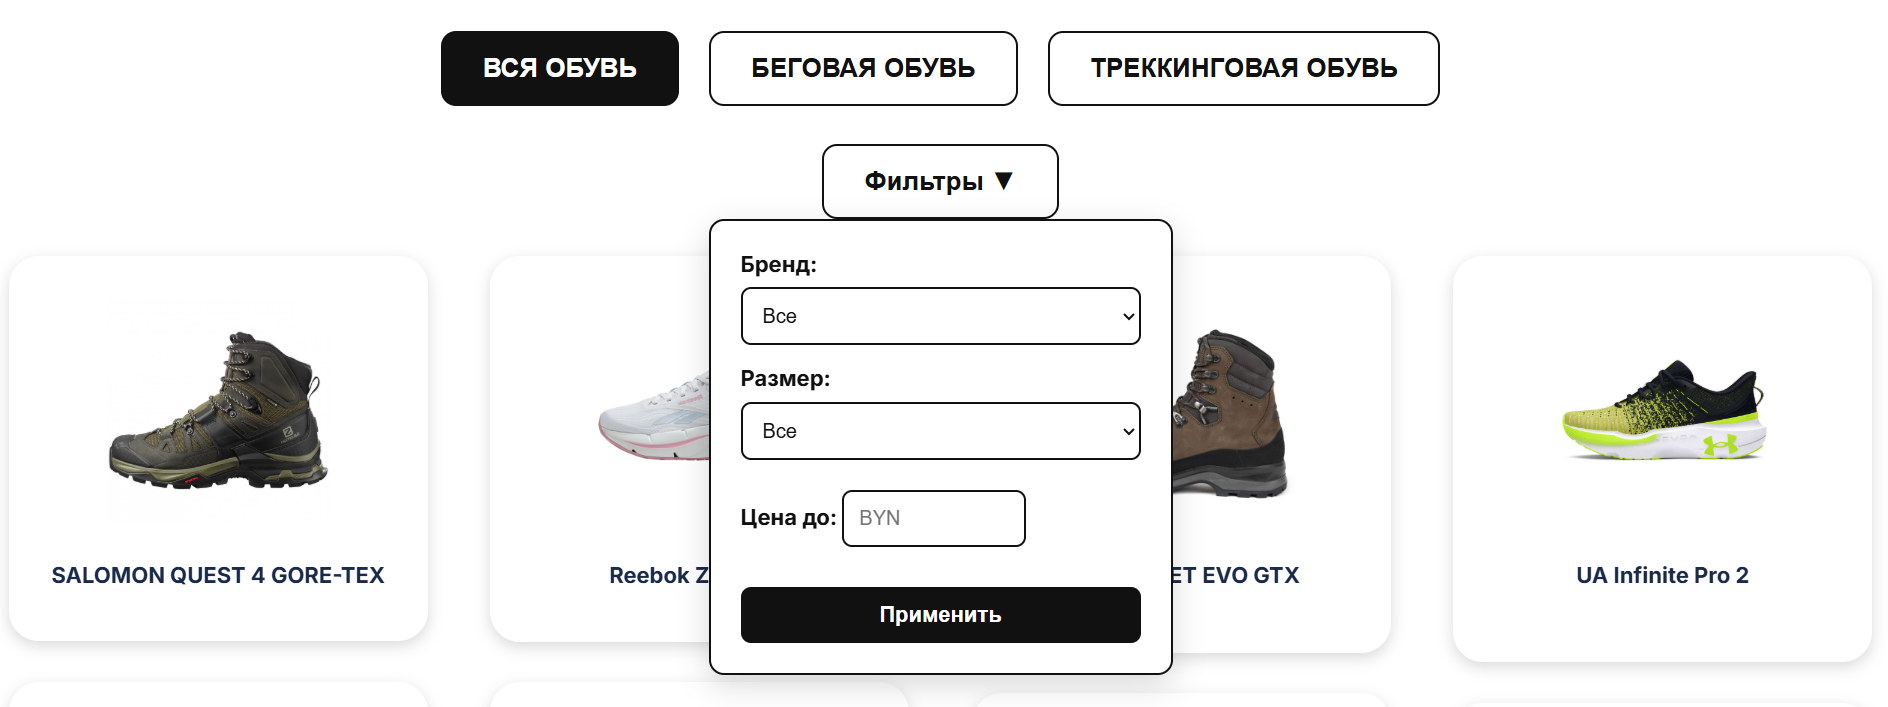 ВСЯ ОБУВЬ
БЕГОВАЯ ОБУВЬ
ТРЕККИНГОВАЯ ОБУВЬ
Фильтры ▼
Бренд:
Все
Размер:
Все
Цена до: BYN
Применить
SALOMON QUEST 4 GORE-TEX
Reebok Z
ET EVO GTX
UA Infinite Pro 2